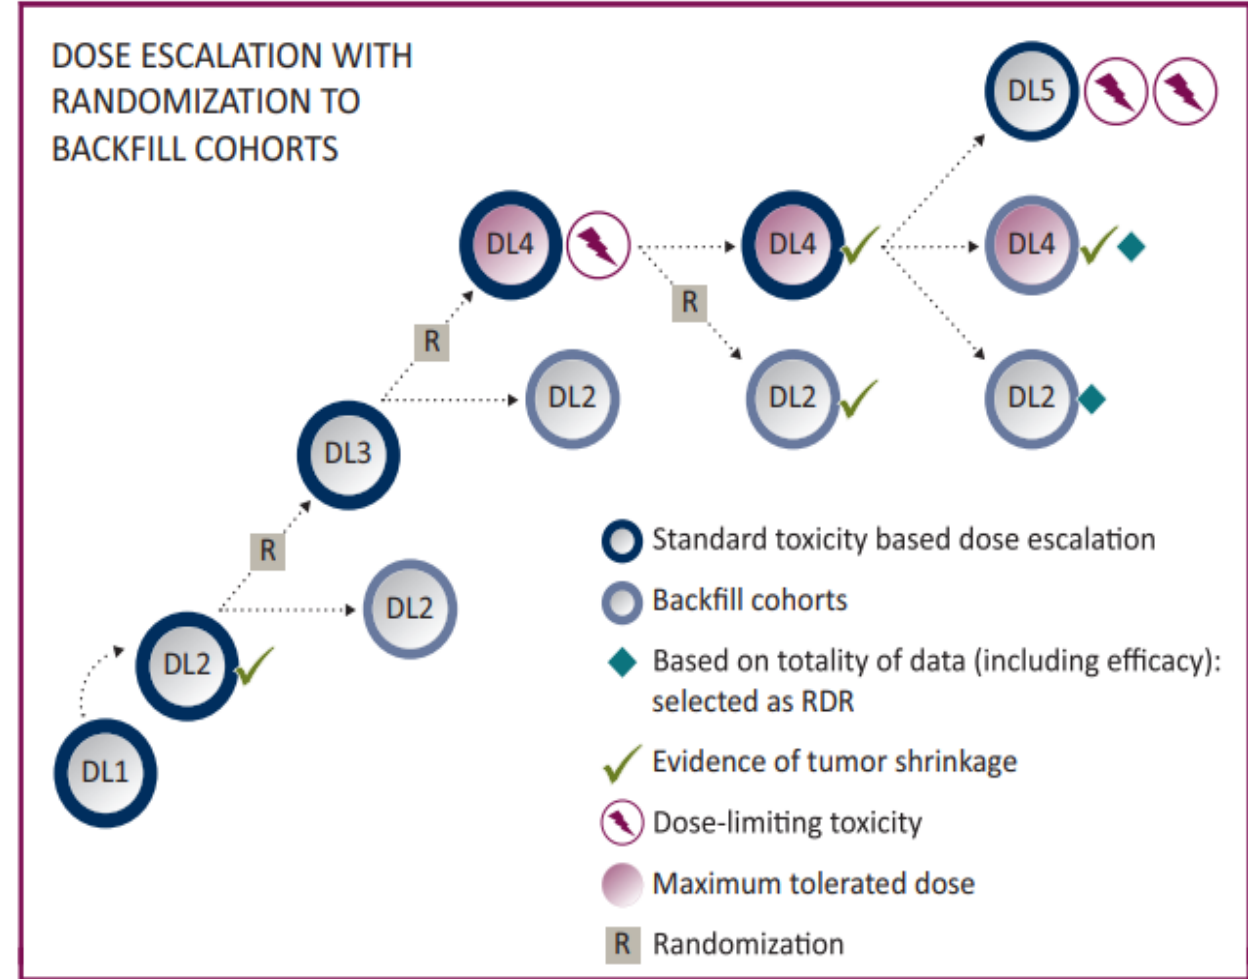 DOSE ESCALATION WITH
RANDOMIZATION TO
BACKFILL COHORTS
DL5
DL4
DL4
DL4
R
R
DL2
DL2
DL2
DL3
R
DL2
DL2
DL1
Standard toxicity based dose escalation
Backfill cohorts
Based on totality of data (including efficacy):
selected as RDR
Evidence of tumor shrinkage
Dose-limiting toxicity
Maximum tolerated dose
R Randomization